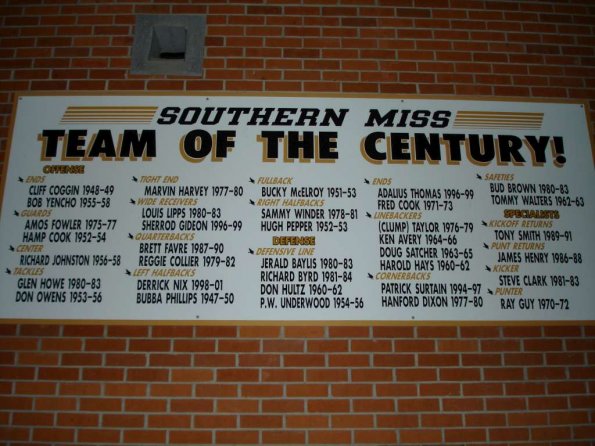 SOUTHERN MISS
TEAM OF THE CENTURY!
OFFENSE
ENDS
CLIFF COGGIN 1948-49
BOB YENCHO 1955-58
GUARDS
AMOS FOWLER 1975-77
HAMP COOK 1952-54
CENTER
RICHARD JOHNSTON 1956-58
TACKLES
GLEN HOWE 1980-83
DON OWENS 1953-56
TIGHT END
MARVIN HARVEY 1977-80
WIDE RECEIVERS
LOUIS LIPPS 1980-83
SHERROD GIDEON 1996-99
QUARTERBACKS
BRETT FAVRE 1987-90
REGGIE COLLIER 1979-82
LEFT HALFBACKS
DERRICK NIX 1998-01
BUBBA PHILLIPS 1947-50
FULLBACK
BUCKY McELROY 1951-53
RIGHT HALFBACKS
SAMMY WINDER 1978-81
HUGH PEPPER 1952-53
DEFENSE
DEFENSIVE LINE
JERALD BAYLIS 1980-83
RICHARD BYRD 1981-84
DON HULTZ 1960-62
P.W. UNDERWOOD 1954-56
ENDS
ADALIUS THOMAS 1996-99
FRED COOK 1971-73
LINEBACKERS
(CLUMP) TAYLOR 1976-79
KEN AVERY 1964-66
DOUG SATCHER 1963-65
HAROLD HAYS 1960-62
CORNERBACKS
PATRICK SURTAIN 1994-97
HANFORD DIXON 1977-80
SAFETIES
BUD BROWN 1980-83
TOMMY WALTERS 1962-63
SPECIALISTS
KICKOFF RETURNS
TONY SMITH 1989-91
PUNT RETURNS
JAMES HENRY 1986-88
KICKER
STEVE CLARK 1981-83
PUNTER
RAY GUY 1970-72